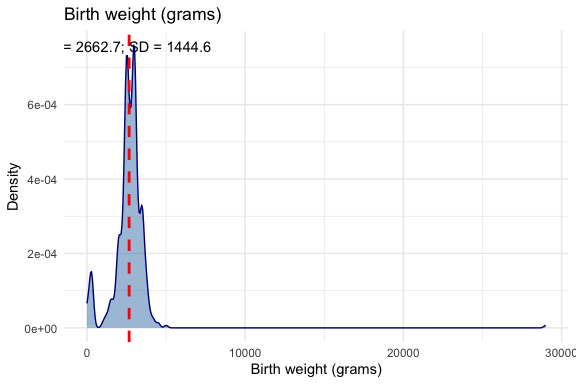 Birth weight (grams)
= 2662.7; SD = 1444.6
6e-04
4e-04
2e-04
0e+00
Density
0
10000
20000
30000
Birth weight (grams)